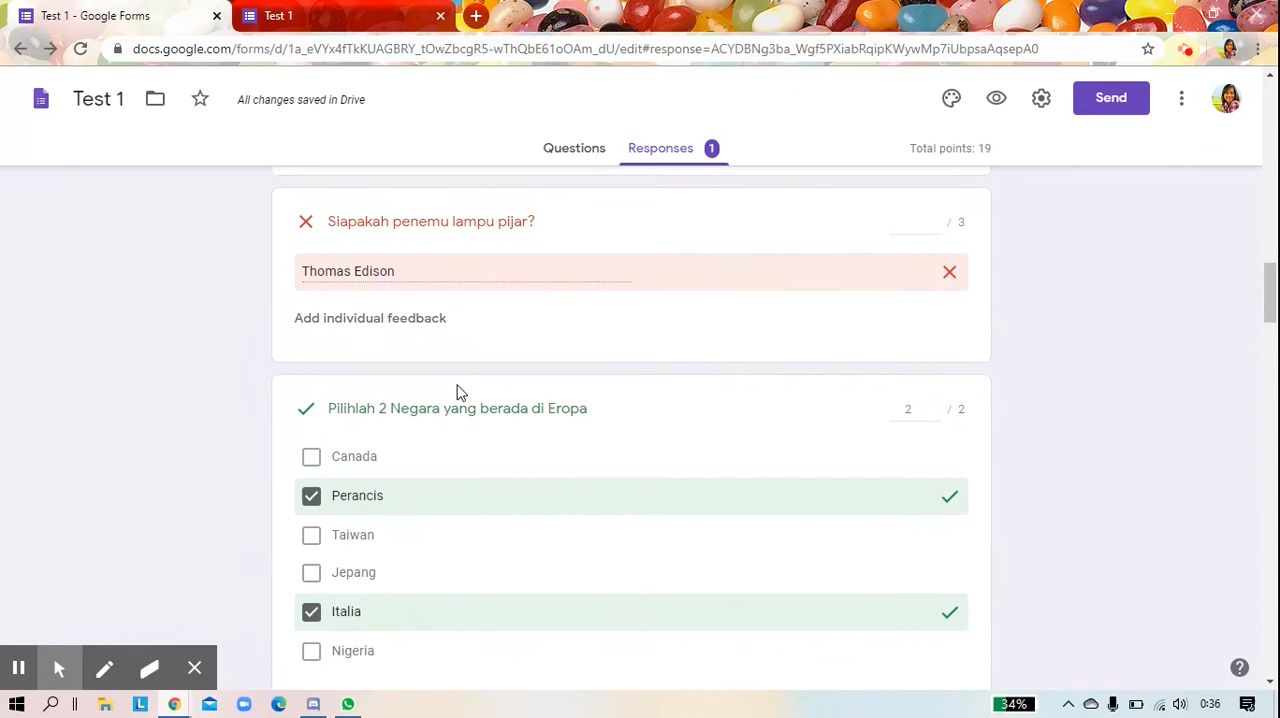 Test 1 - Google Forms
Test 1
docs.google.com/forms/d/1a_eVYx4fTkKUAGBRY_tOwZbcgR5-wThQbE61oOAm_dU/edit#response=ACYDBNg3ba_Wgf5PXiabRqipKWywMp7iUbpsaAqsepA0
Test 1
All changes saved in Drive
Send
Questions
Responses 1
Total points: 19
Siapakah penemu lampu pijar?
/ 3
Thomas Edison
Add individual feedback
Pilihlah 2 Negara yang berada di Eropa
2 / 2
Canada
Perancis
Taiwan
Jepang
Italia
Nigeria
34%
0:36